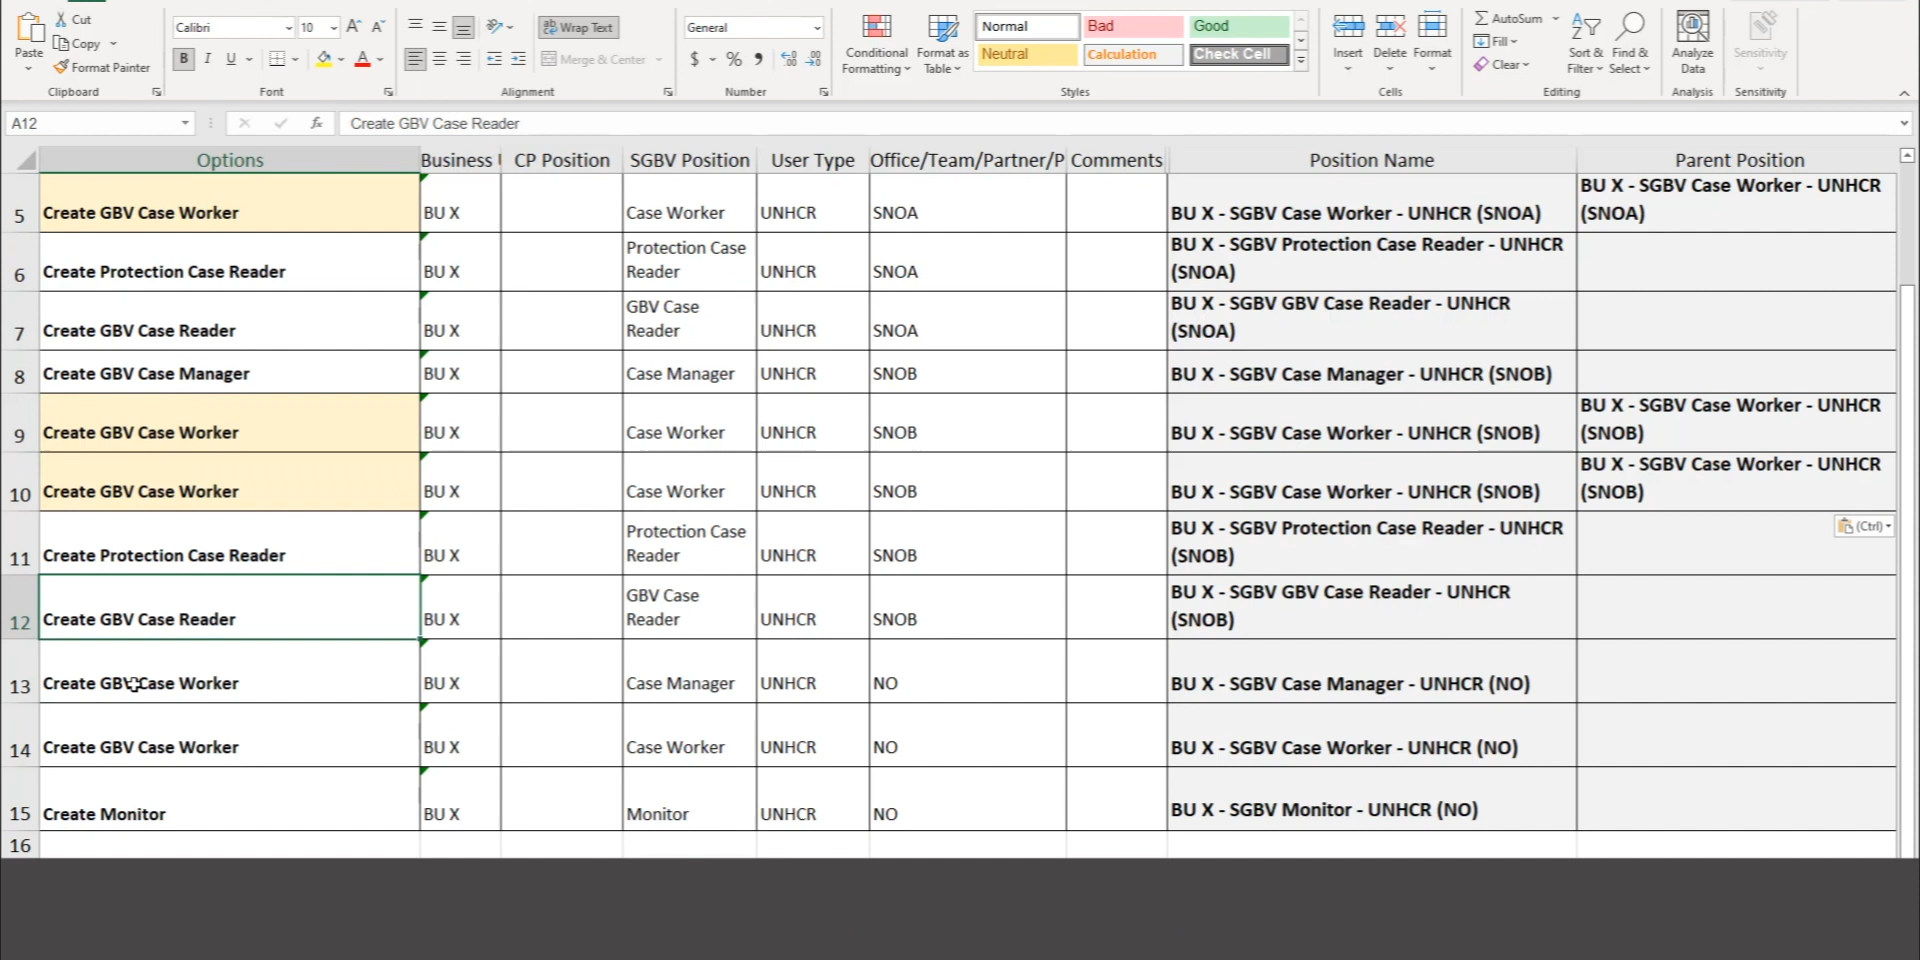 Cut
Calibri
10
Wrap Text
General
Normal
Bad
Good
AutoSum
Paste
Copy
Conditional Formatting
Format as Table
Neutral
Calculation
Check Cell
Insert
Delete
Format
Fill
Sort & Filter
Find & Select
Analyze Data
Sensitivity
Format Painter
B
I
U
A
Merge & Center
$
%
Clear
Clipboard
Font
Alignment
Number
Styles
Cells
Editing
Analysis
Sensitivity
A12
fx
Create GBV Case Reader
Options
Business
CP Position
SGBV Position
User Type
Office/Team/Partner/P
Comments
Position Name
Parent Position
5
Create GBV Case Worker
BU X
Case Worker
UNHCR
SNOA
BU X - SGBV Case Worker - UNHCR (SNOA)
BU X - SGBV Case Worker - UNHCR
(SNOA)
6
Create Protection Case Reader
BU X
Protection Case
Reader
UNHCR
SNOA
BU X - SGBV Protection Case Reader - UNHCR
(SNOA)
7
Create GBV Case Reader
BU X
GBV Case
Reader
UNHCR
SNOA
BU X - SGBV GBV Case Reader - UNHCR
(SNOA)
8
Create GBV Case Manager
BU X
Case Manager
UNHCR
SNOB
BU X - SGBV Case Manager - UNHCR (SNOB)
9
Create GBV Case Worker
BU X
Case Worker
UNHCR
SNOB
BU X - SGBV Case Worker - UNHCR (SNOB)
BU X - SGBV Case Worker - UNHCR
(SNOB)
10
Create GBV Case Worker
BU X
Case Worker
UNHCR
SNOB
BU X - SGBV Case Worker - UNHCR (SNOB)
BU X - SGBV Case Worker - UNHCR
(SNOB)
11
Create Protection Case Reader
BU X
Protection Case
Reader
UNHCR
SNOB
BU X - SGBV Protection Case Reader - UNHCR
(SNOB)
(Ctrl)
12
Create GBV Case Reader
BU X
GBV Case
Reader
UNHCR
SNOB
BU X - SGBV GBV Case Reader - UNHCR
(SNOB)
13
Create GBV Case Worker
BU X
Case Manager
UNHCR
NO
BU X - SGBV Case Manager - UNHCR (NO)
14
Create GBV Case Worker
BU X
Case Worker
UNHCR
NO
BU X - SGBV Case Worker - UNHCR (NO)
15
Create Monitor
BU X
Monitor
UNHCR
NO
BU X - SGBV Monitor - UNHCR (NO)
16